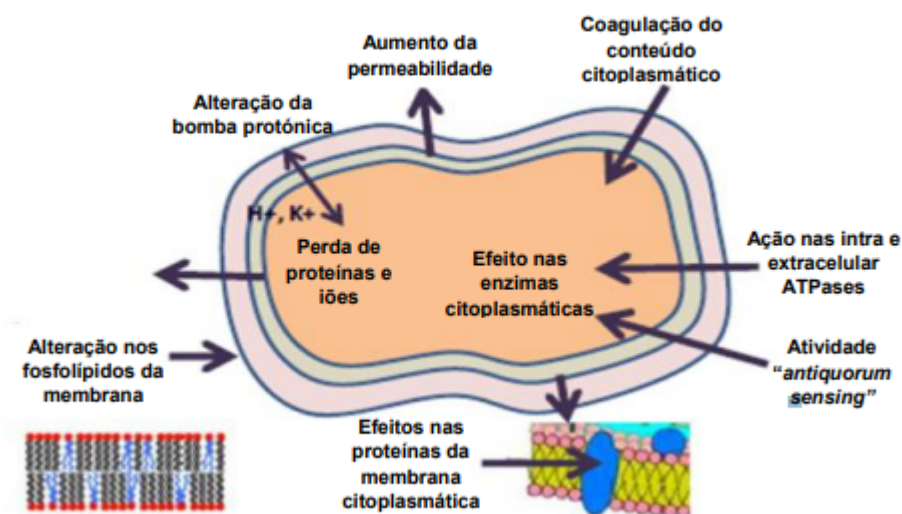 Coagulação do
conteúdo
citoplasmático
Aumento da
permeabilidade
Alteração da
bomba protónica
H+, K+
Perda de
proteínas e
iões
Efeito nas
enzimas
citoplasmáticas
Ação nas intra e
extracelular
ATPases
Alteração nos
fosfolípidos da
membrana
Atividade
“antiquorum
sensing”
Efeitos nas
proteínas da
membrana
citoplasmática